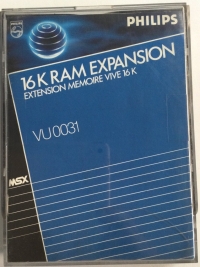 PHILIPS
16K RAM EXPANSION
EXTENSION MEMOIRE VIVE 16 K
VU 0031
MSX